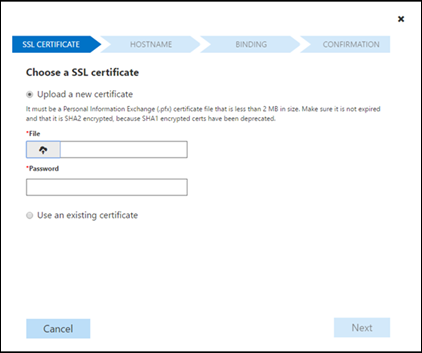 SSL CERTIFICATE HOSTNAME BINDING CONFIRMATION
Choose a SSL certificate
Upload a new certificate
It must be a Personal Information Exchange (.pfx) certificate file that is less than 2 MB in size. Make sure it is not expired
and that it is SHA2 encrypted, because SHA1 encrypted certs have been deprecated.
*File
*Password
Use an existing certificate
Cancel Next